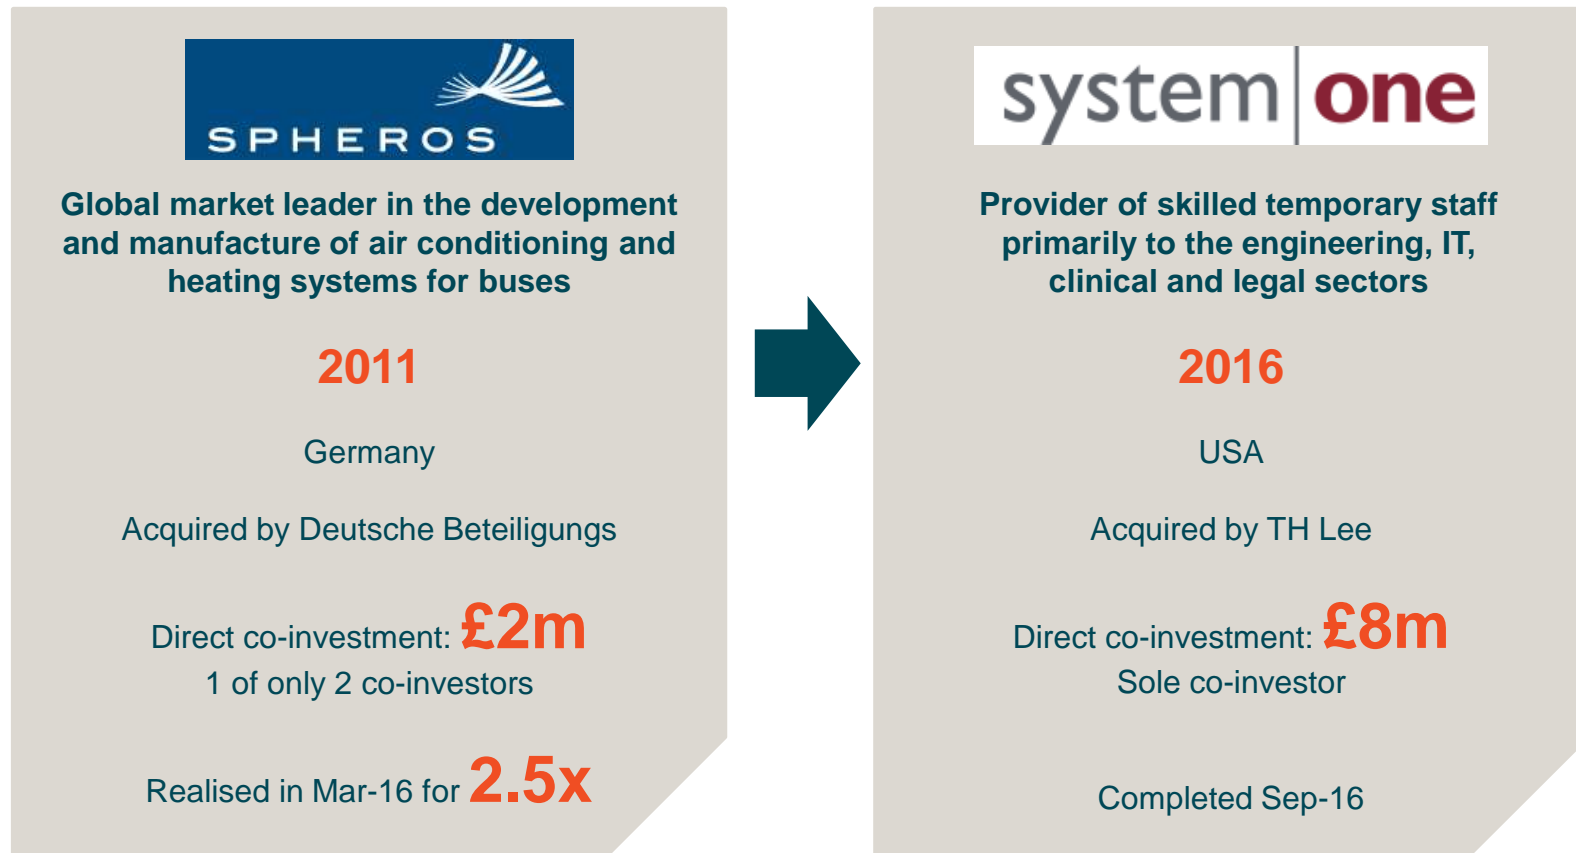 SPHEROS
Global market leader in the development
and manufacture of air conditioning and
heating systems for buses
2011
Germany
Acquired by Deutsche Beteiligungs
Direct co-investment: £2m
1 of only 2 co-investors
Realised in Mar-16 for 2.5x
system one
Provider of skilled temporary staff
primarily to the engineering, IT,
clinical and legal sectors
2016
USA
Acquired by TH Lee
Direct co-investment: £8m
Sole co-investor
Completed Sep-16